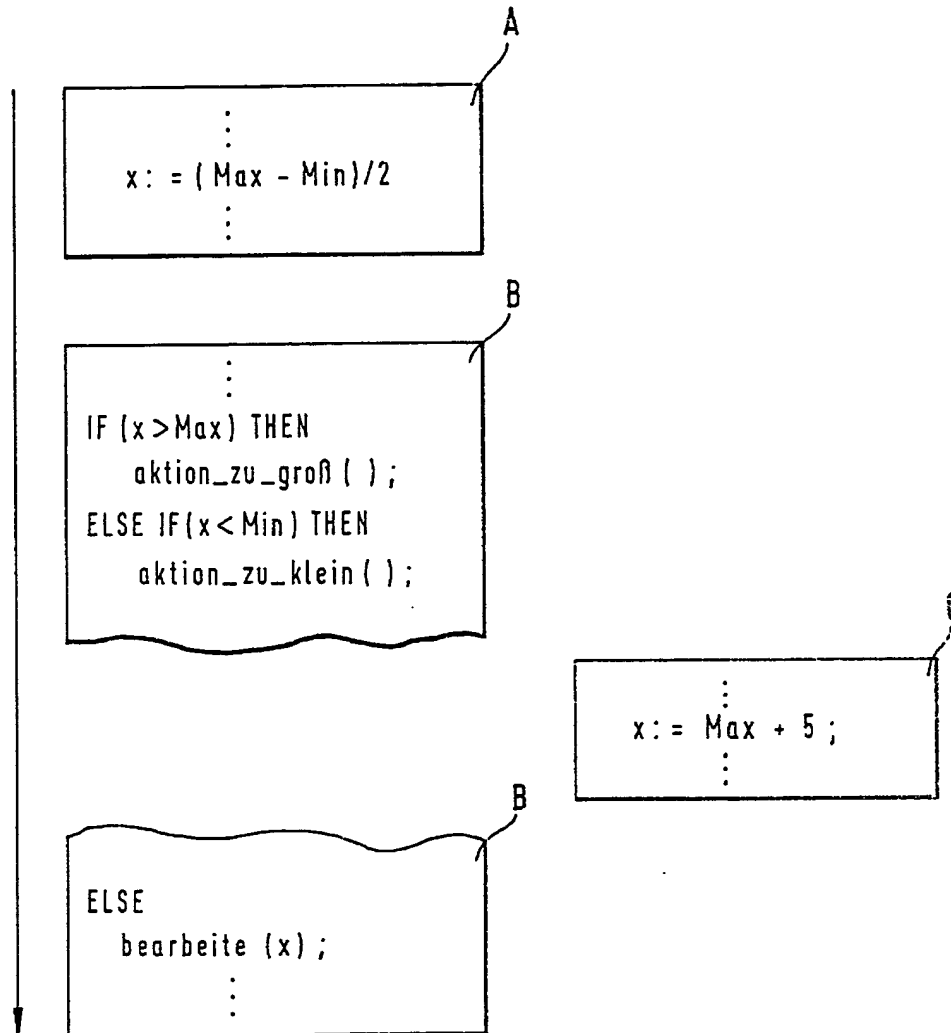 A
x: = (Max - Min)/2
B
IF (x>Max) THEN
aktion_zu_groß ( ) ;
ELSE IF(x<Min) THEN
aktion_zu_klein ( ) ;
x: = Max + 5 ;
B
ELSE
bearbeite (x) ;